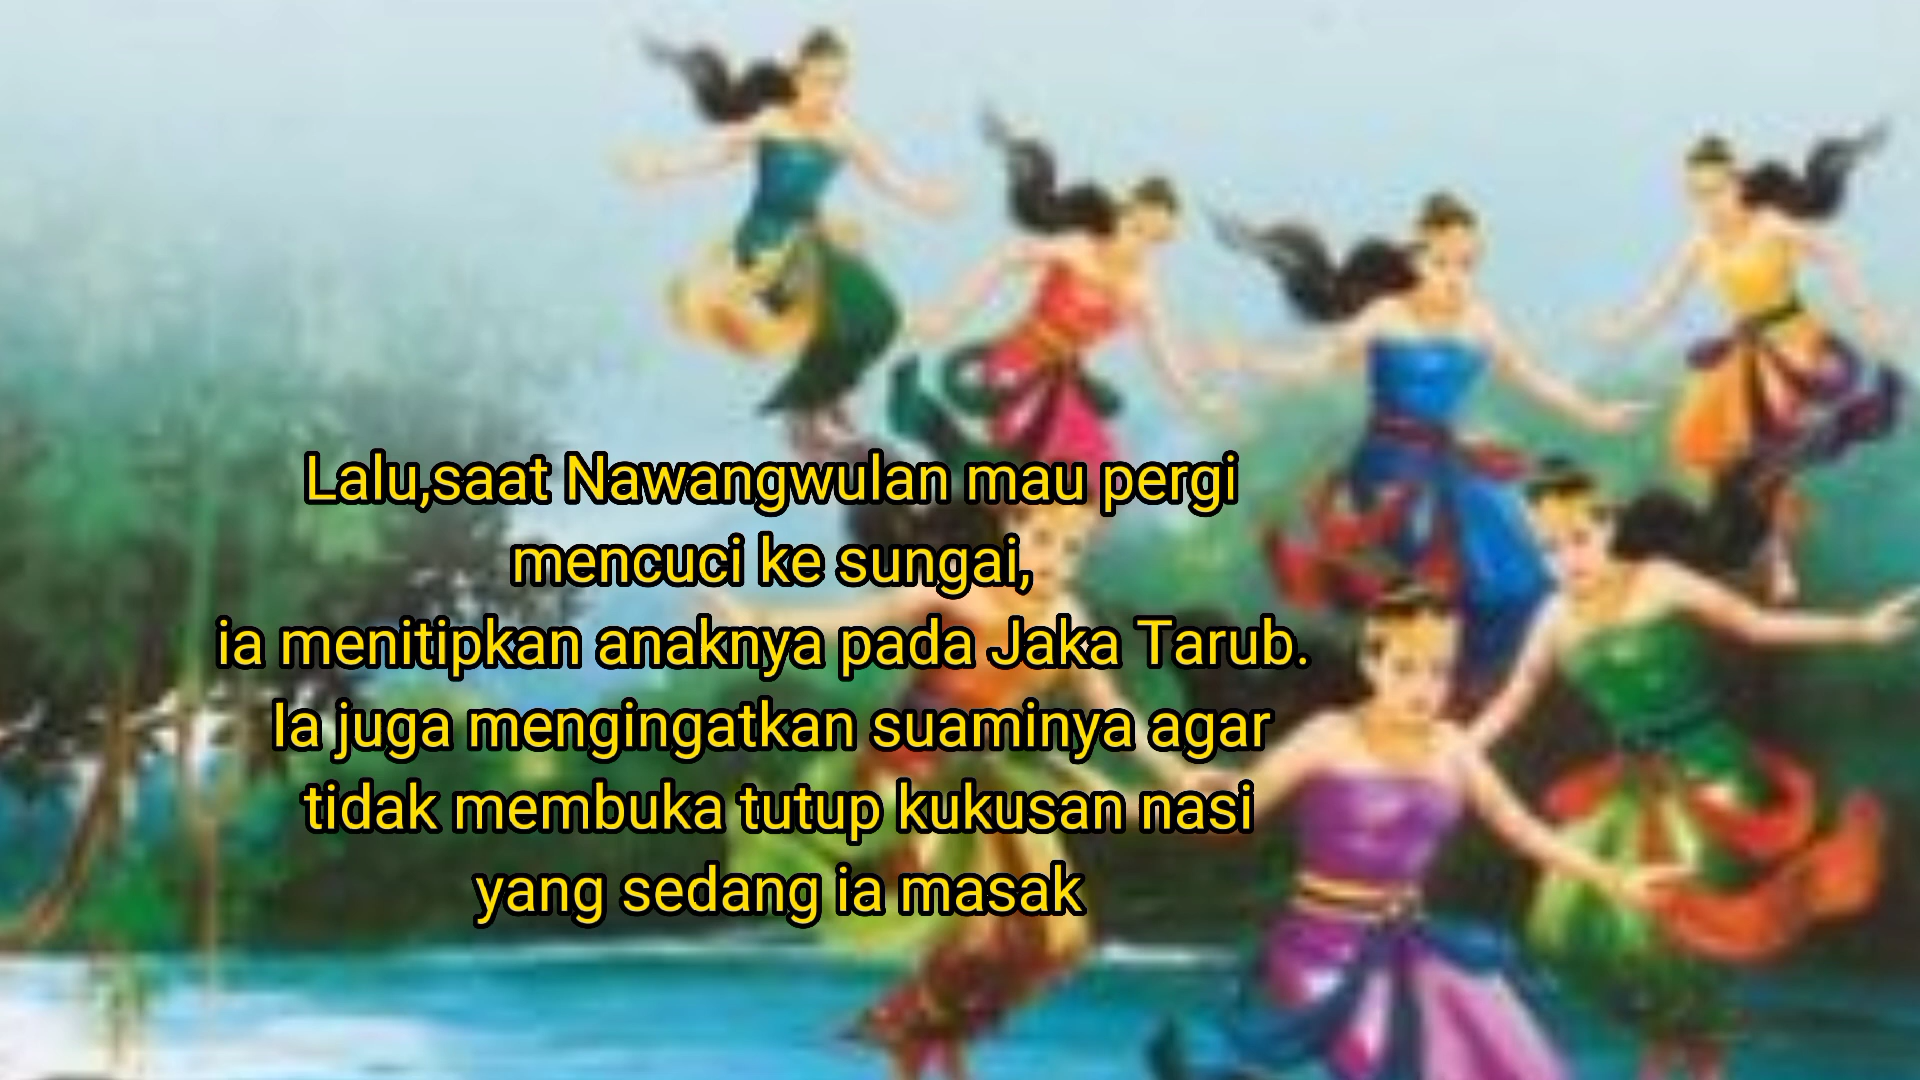 Lalu,saat Nawangwulan mau pergi
mencuci ke sungai,
ia menitipkan anaknya pada Jaka Tarub.
Ia juga mengingatkan suaminya agar
tidak membuka tutup kukusan nasi
yang sedang ia masak